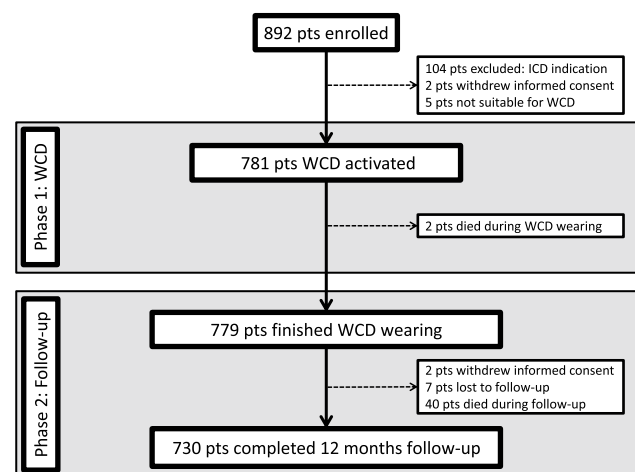 892 pts enrolled
104 pts excluded: ICD indication
2 pts withdrew informed consent
5 pts not suitable for WCD
Phase 1: WCD
781 pts WCD activated
2 pts died during WCD wearing
Phase 2: Follow-up
779 pts finished WCD wearing
2 pts withdrew informed consent
7 pts lost to follow-up
40 pts died during follow-up
730 pts completed 12 months follow-up